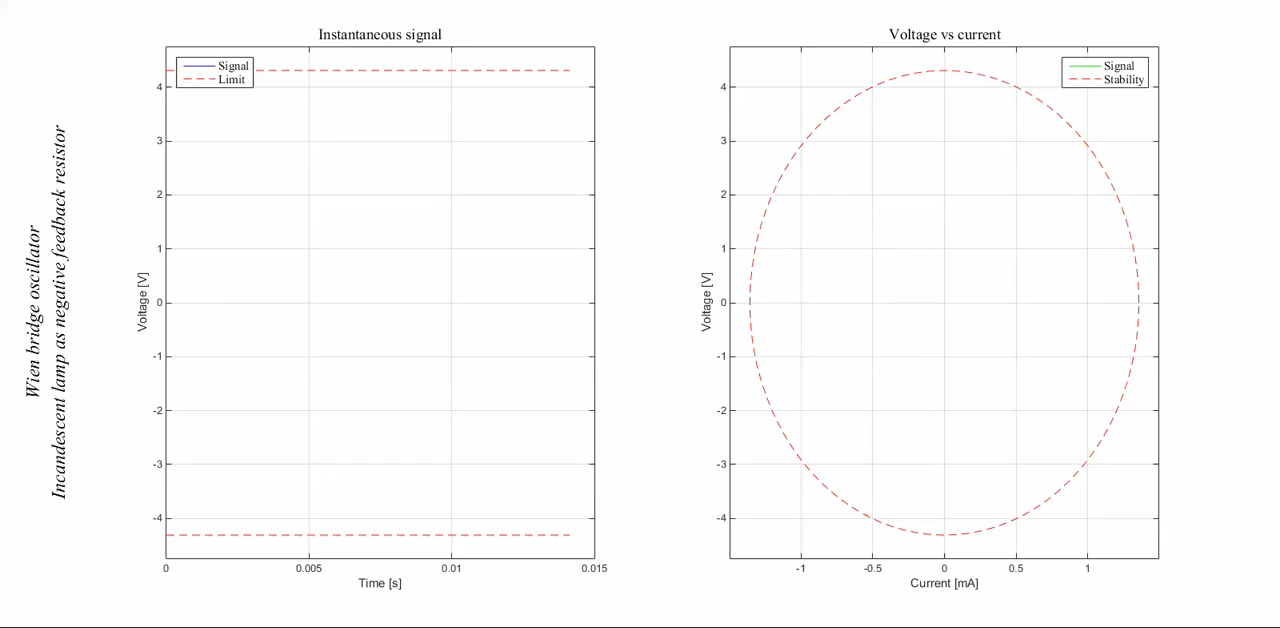 Wien bridge oscillator
Incandescent lamp as negative feedback resistor
Instantaneous signal
Signal
Limit
4
3
2
1
0
-1
-2
-3
-4
Voltage [V]
0
0.005
0.01
0.015
Time [s]
Voltage vs current
Signal
Stability
4
3
2
1
0
-1
-2
-3
-4
Voltage [V]
-1
-0.5
0
0.5
1
Current [mA]